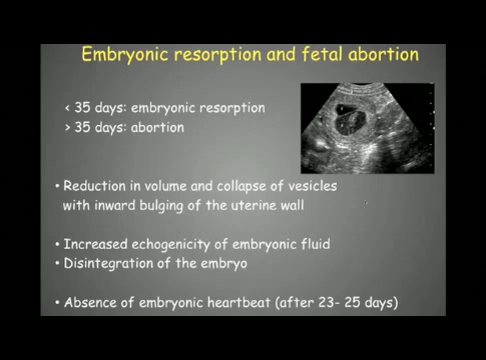 Embryonic resorption and fetal abortion
< 35 days: embryonic resorption
> 35 days: abortion
• Reduction in volume and collapse of vesicles
with inward bulging of the uterine wall
• Increased echogenicity of embryonic fluid
• Disintegration of the embryo
• Absence of embryonic heartbeat (after 23- 25 days)